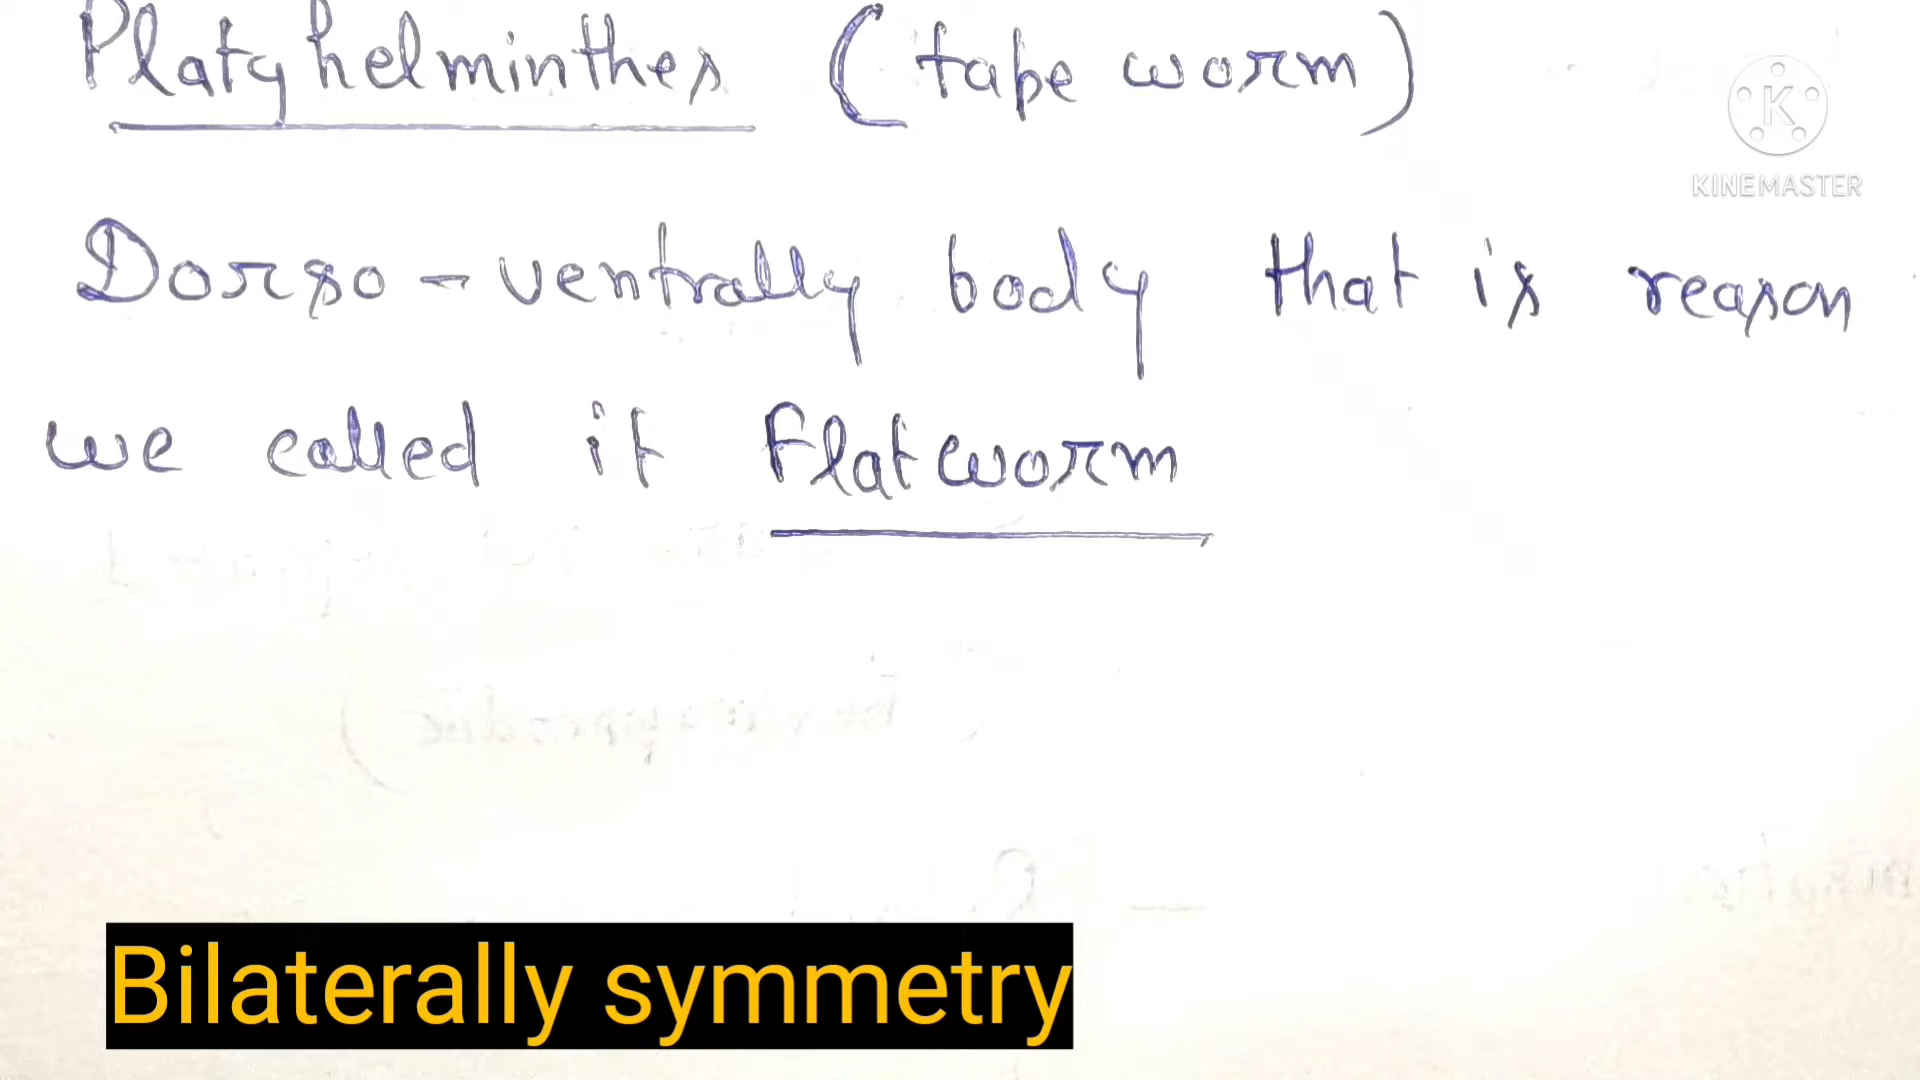 Platyhelminthes (tape worm)
KINEMASTER
Dorso-ventrally body that is reason
we called it Flatworm
Bilaterally symmetry